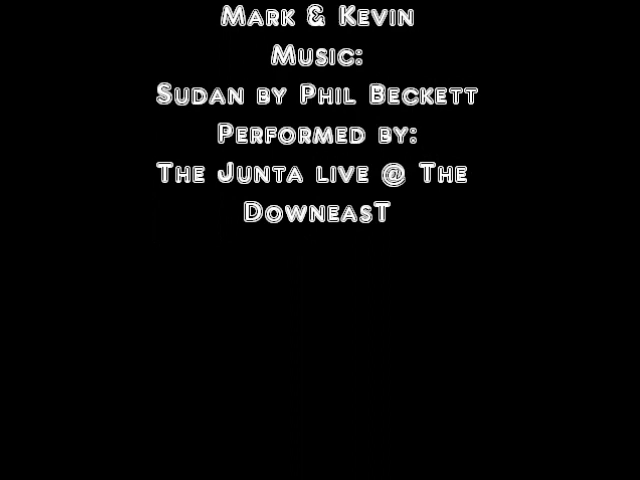 Mark & Kevin
Music:
Sudan by Phil Beckett
Performed by:
The Junta live @ The
DowneasT